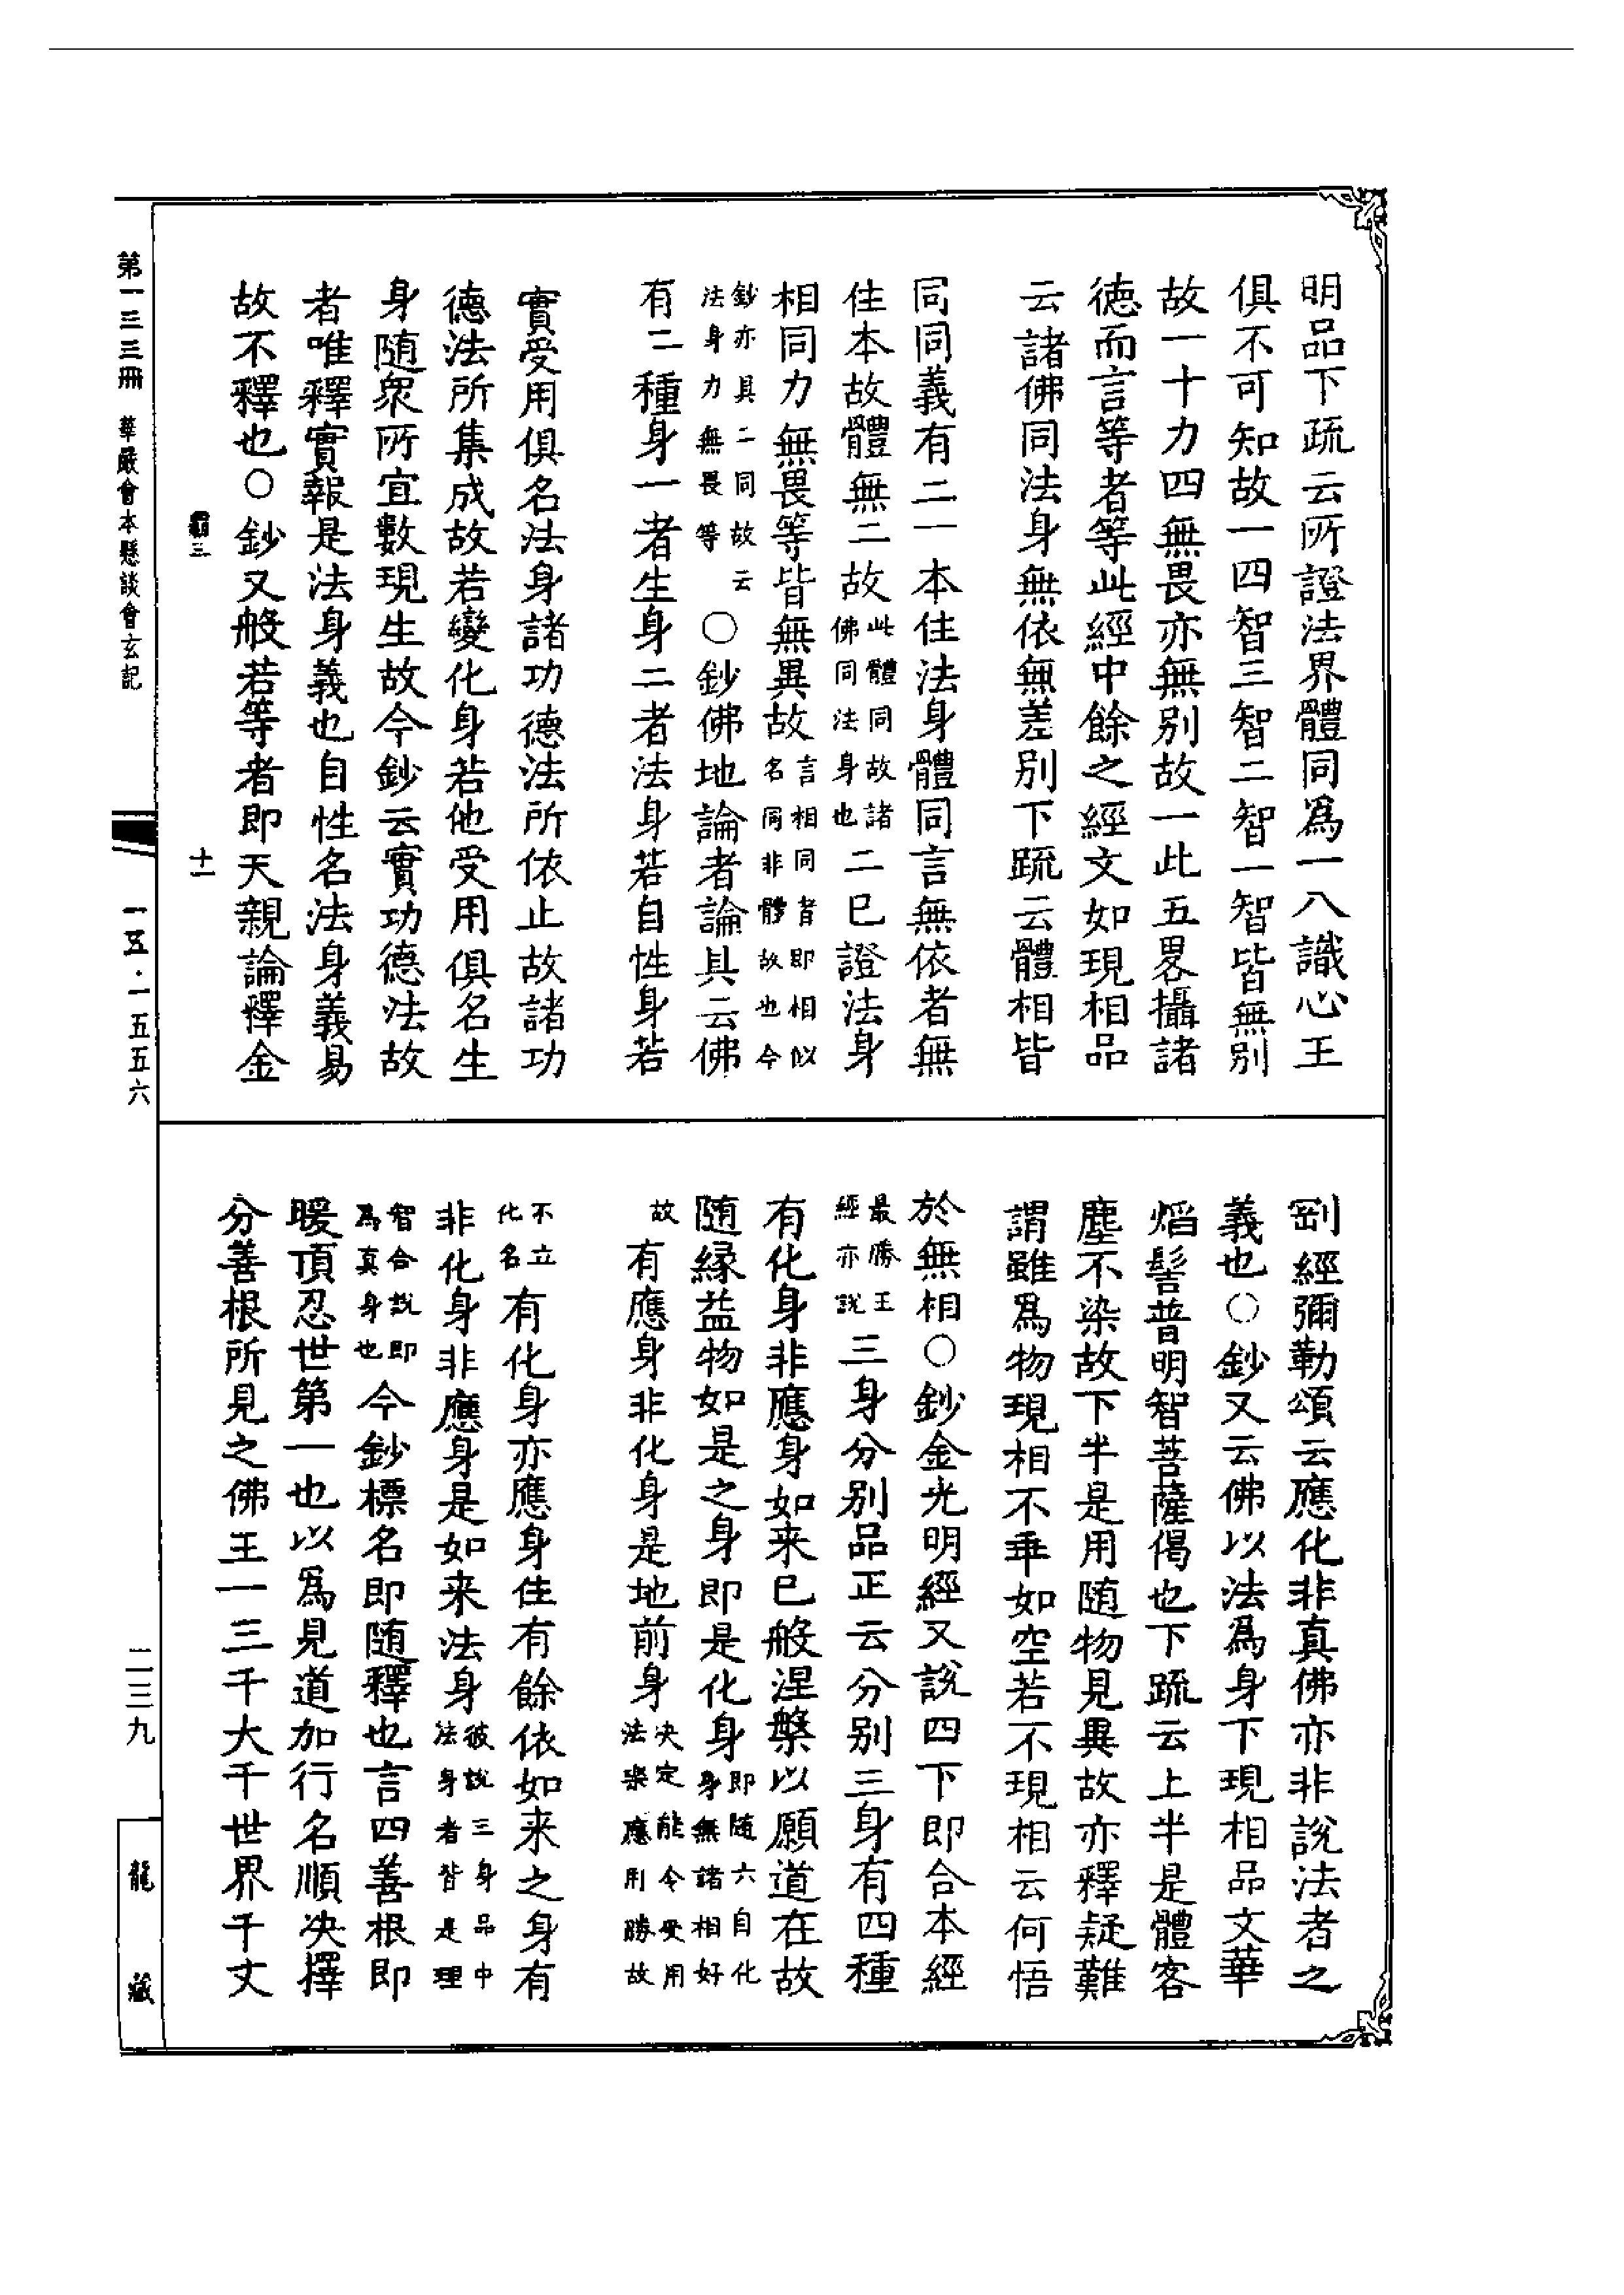 明品下疏云所證法界體同爲一八識心王
俱不可知故一四智三智二智一智皆無別
故一十力四無畏亦無別故一此五畧攝諸
德而言等者等此經中餘之經文如現相品
云諸佛同法身無依無差別下疏云體相皆
同同義有二一本住法身體同言無依者無
住本故體無二故此體同故諸佛同法身也二已證法身
相同力無畏等皆無異故言相同者即相似名同非體故也今
鈔亦具二同故云法身力無畏等○鈔佛地論者論具云佛
有二種身一者生身二者法身若自性身若
實受用俱名法身諸功德法所依止故諸功
德法所集成故若變化身若他受用俱名生
身隨衆所宜數現生故今鈔云實功德法故
者唯釋實報是法身義也自性名法身義易
故不釋也○鈔又般若等者即天親論釋金
剛經彌勒頌云應化非真佛亦非說法者之
義也○鈔又云佛以法爲身下現相品文華
焰髻普明智菩薩偈也下疏云上半是體客
塵不染故下半是用隨物見異故亦釋疑難
謂雖爲物現相不乖如空若不現相云何悟
於無相○鈔金光明經又說四下即合本經
最勝王經亦說三身分別品正云分別三身有四種
有化身非應身如来已般涅槃以願道在故
隨緣益物如是之身即是化身即隨六自化身無諸相好
故有應身非化身是地前身決定能令受用法樂應用勝故
不立化名有化身亦應身住有餘依如来之身有
非化身非應身是如来法身彼說三身品中法身者皆是理
智合說即爲真身也今鈔標名即隨釋也言四善根即
暖頂忍世第一也以爲見道加行名順決擇
分善根所見之佛王一三千大千世界千丈
第一三三冊 華嚴會本懸談會玄記
三
十一
一五·一五五六
二三九
龍藏